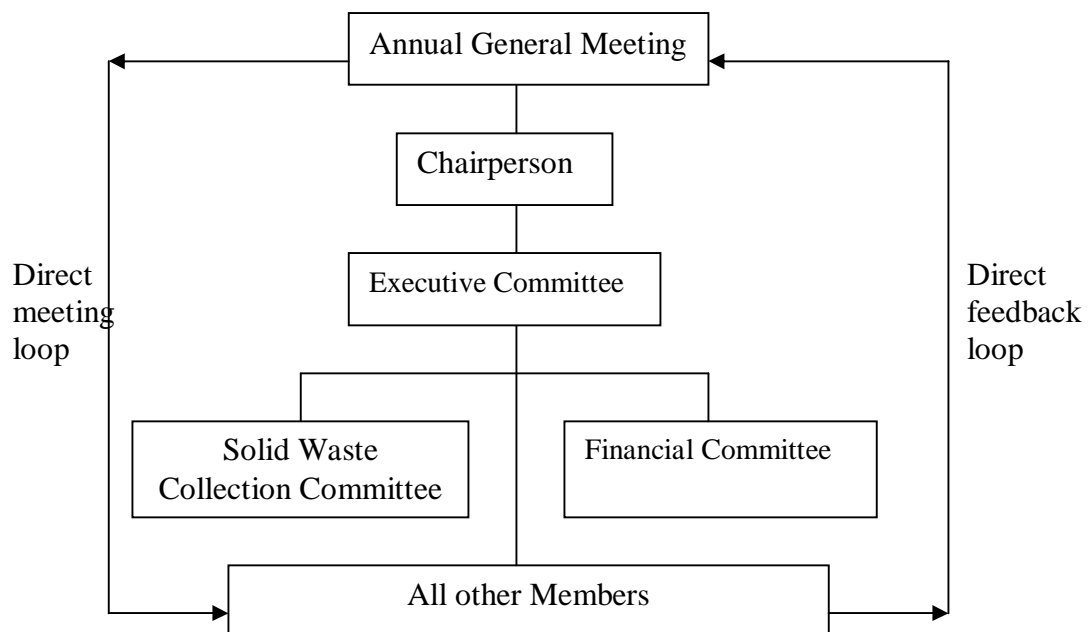 Annual General Meeting
Chairperson
Executive Committee
Direct
meeting
loop
Direct
feedback
loop
Solid Waste
Collection Committee
Financial Committee
All other Members